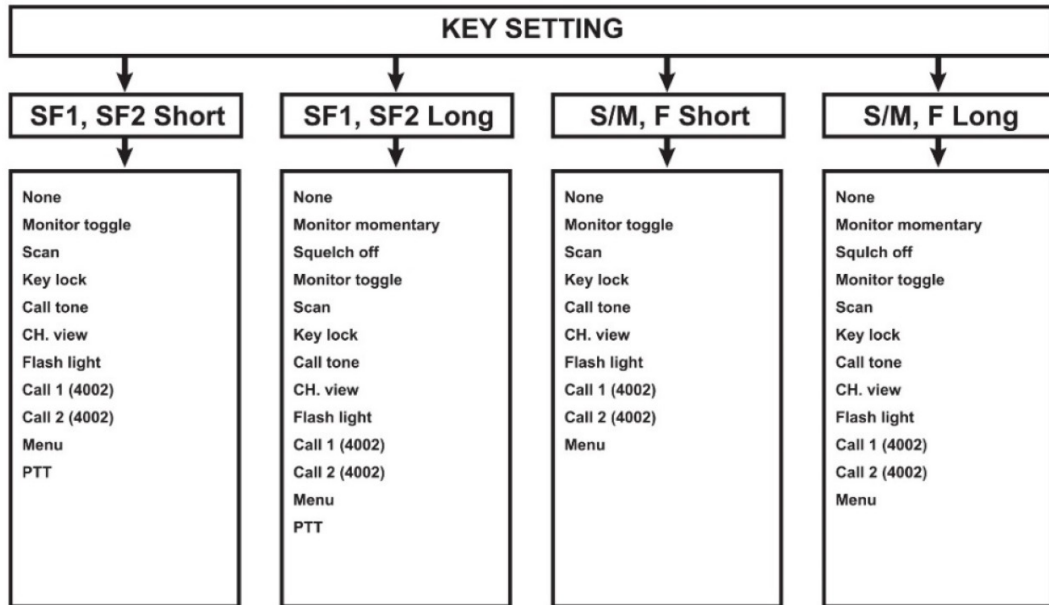 KEY SETTING
SF1, SF2 Short
None
Monitor toggle
Scan
Key lock
Call tone
CH. view
Flash light
Call 1 (4002)
Call 2 (4002)
Menu
PTT
SF1, SF2 Long
None
Monitor momentary
Squelch off
Monitor toggle
Scan
Key lock
Call tone
CH. view
Flash light
Call 1 (4002)
Call 2 (4002)
Menu
PTT
S/M, F Short
None
Monitor toggle
Scan
Key lock
Call tone
CH. view
Flash light
Call 1 (4002)
Call 2 (4002)
Menu
S/M, F Long
None
Monitor momentary
Squlch off
Monitor toggle
Scan
Key lock
Call tone
CH. view
Flash light
Call 1 (4002)
Call 2 (4002)
Menu